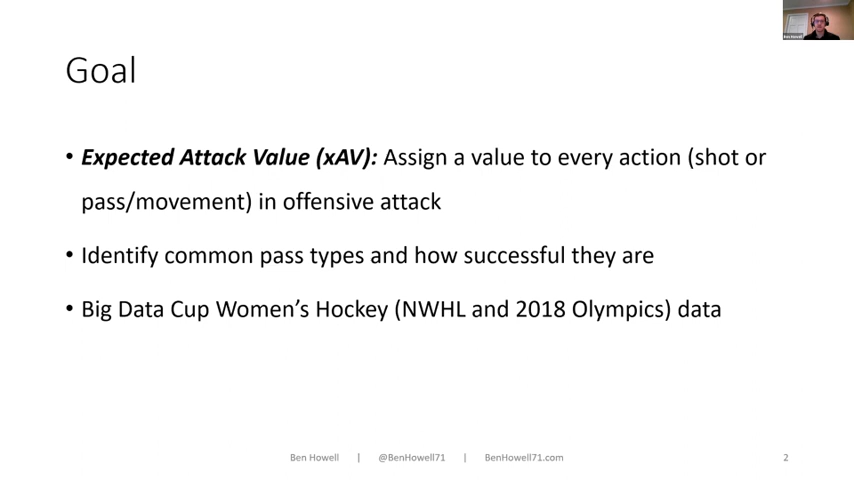 Goal
• Expected Attack Value (xAV): Assign a value to every action (shot or
pass/movement) in offensive attack
• Identify common pass types and how successful they are
• Big Data Cup Women’s Hockey (NWHL and 2018 Olympics) data
Ben Howell | @BenHowell71 | BenHowell71.com
2
Ben Howell